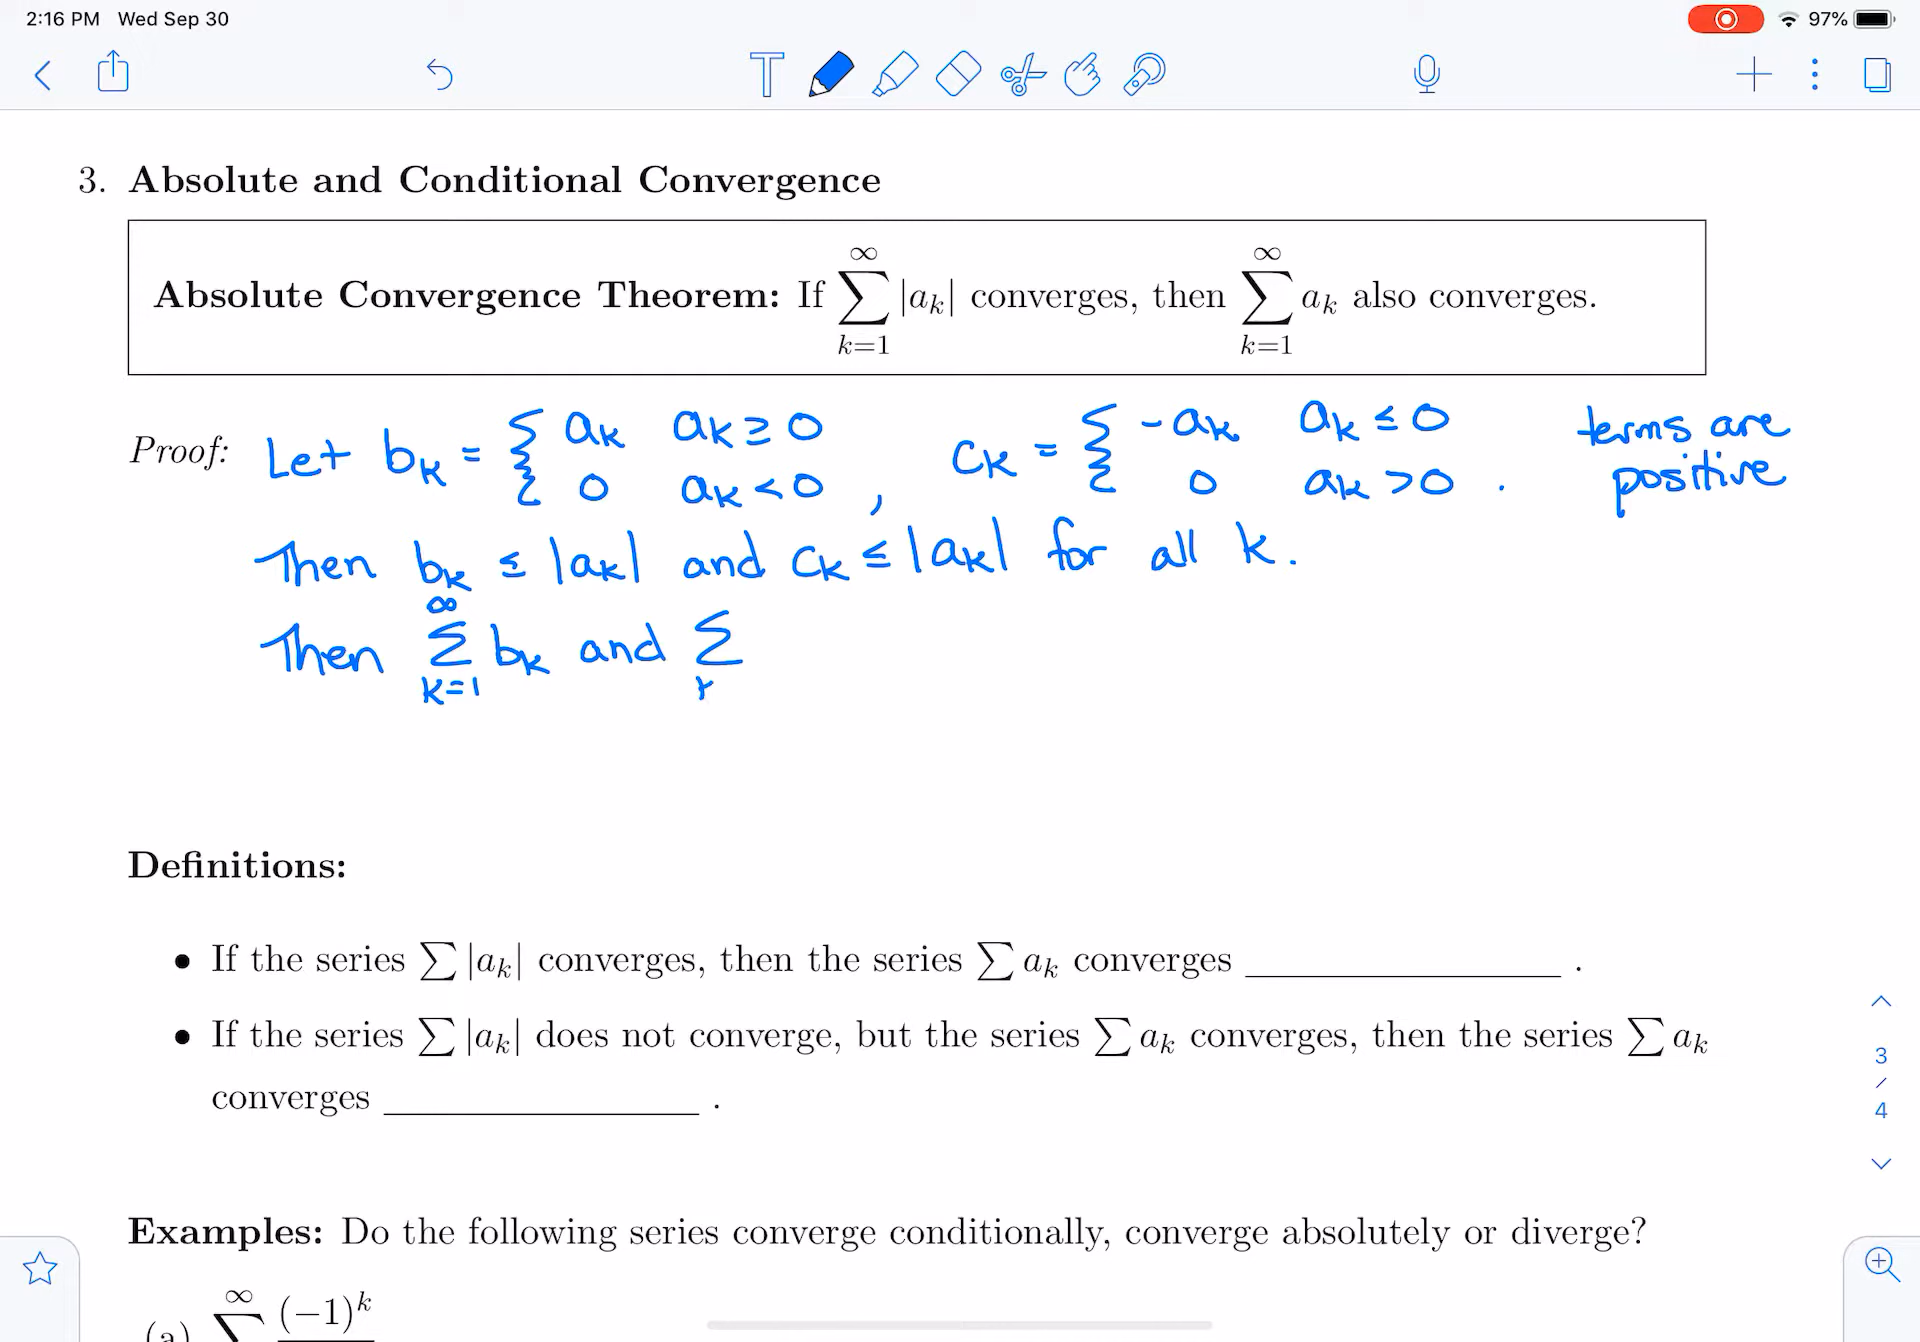 2:16 PM Wed Sep 30
97%
T
3. Absolute and Conditional Convergence
Absolute Convergence Theorem: If ∑_{k=1}^{∞} |a_k| converges, then ∑_{k=1}^{∞} a_k also converges.
Proof: Let b_k = { a_k a_k ≥ 0
0 a_k < 0 , c_k = { -a_k a_k ≤ 0
0 a_k > 0 . terms are
positive
Then b_k ≤ |a_k| and c_k ≤ |a_k| for all k.
Then ∑_{k=1}^{∞} b_k and ∑
Definitions:
• If the series ∑ |a_k| converges, then the series ∑ a_k converges ____________ .
• If the series ∑ |a_k| does not converge, but the series ∑ a_k converges, then the series ∑ a_k
converges ____________ .
3
/
4
Examples: Do the following series converge conditionally, converge absolutely or diverge?
(a) ∑^{∞} (−1)^k